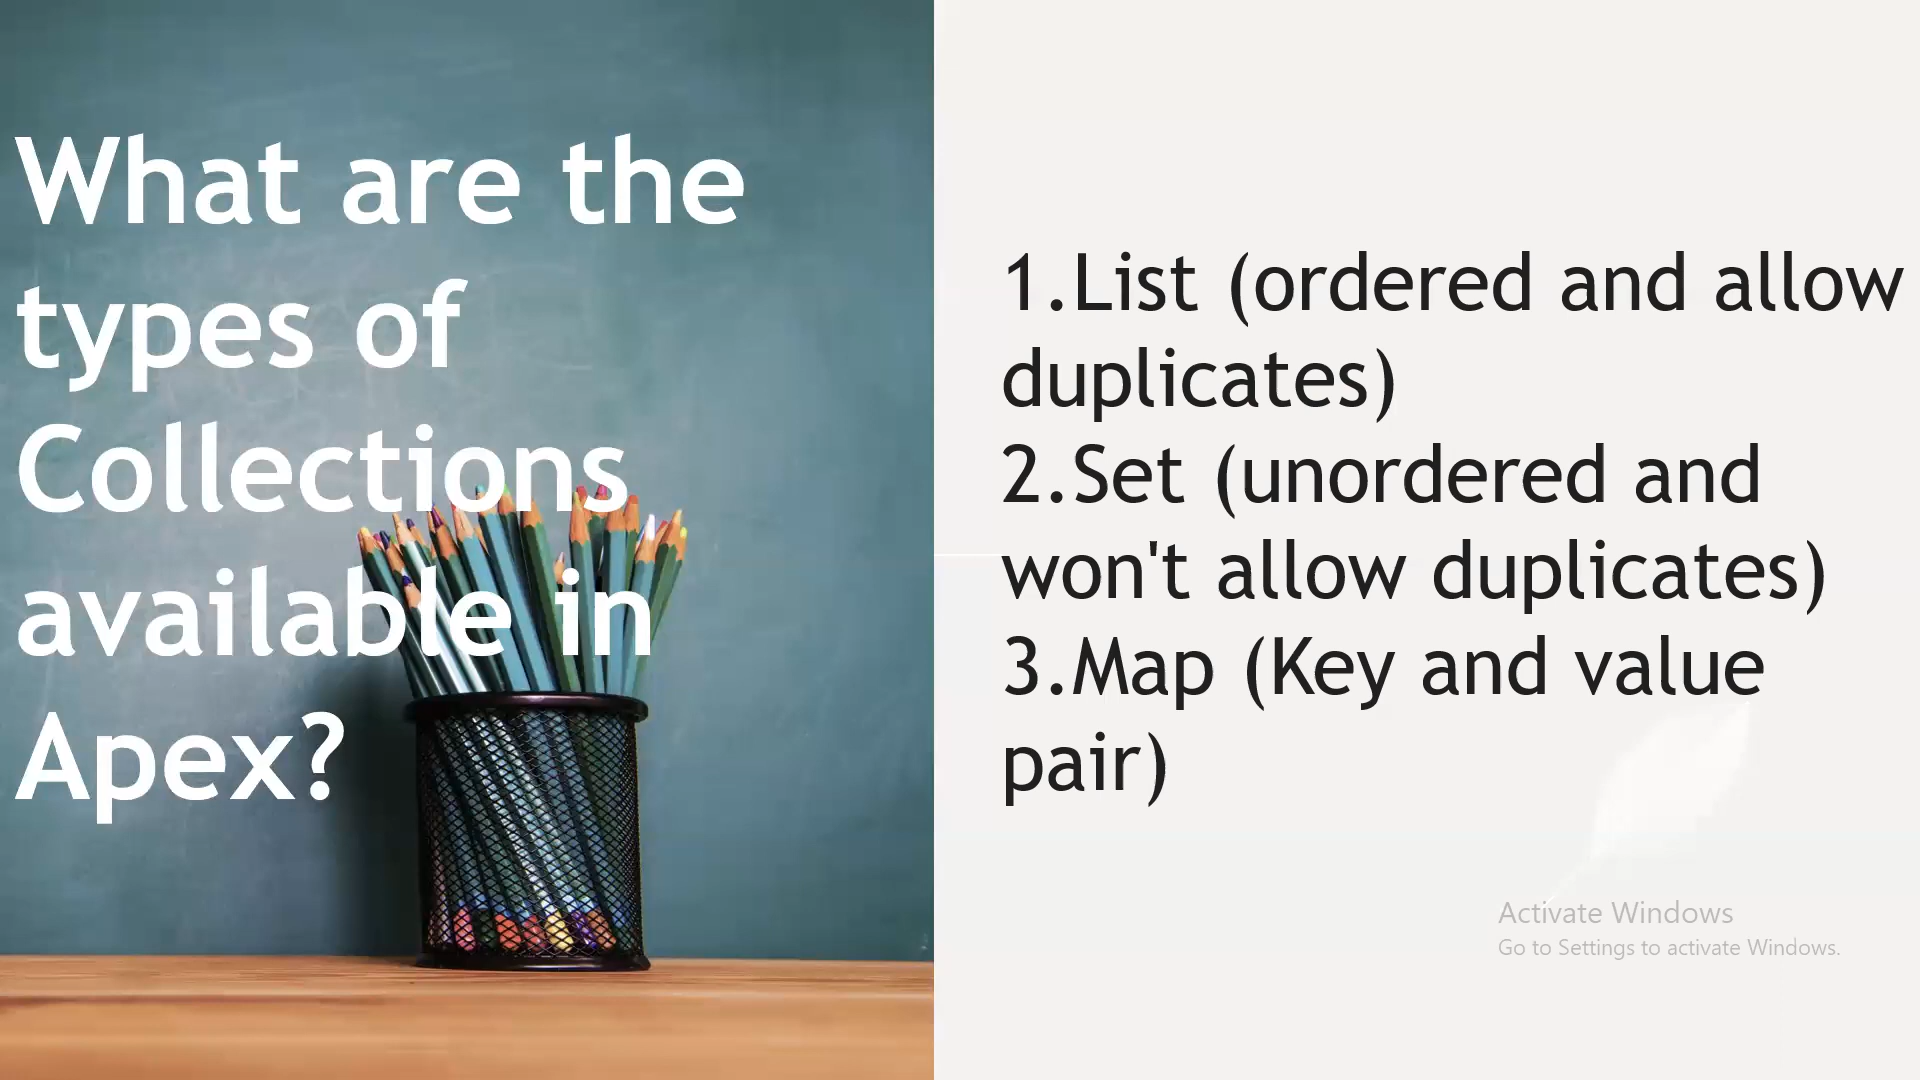 What are the
types of
Collections
available in
Apex?
1.List (ordered and allow
duplicates)
2.Set (unordered and
won't allow duplicates)
3.Map (Key and value
pair)
Activate Windows
Go to Settings to activate Windows.